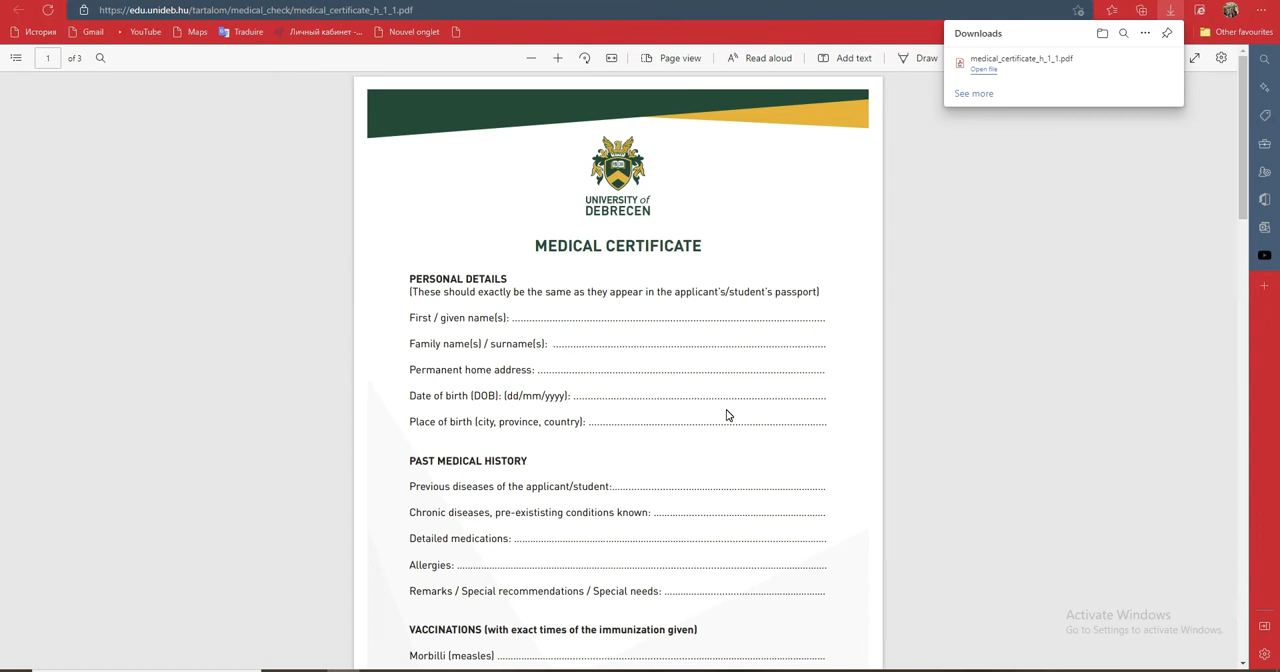 https://edu.unideb.hu/tartalom/medical_check/medical_certificate_h_1_1.pdf
История Gmail YouTube Maps Traduire Личный кабинет -... Nouvel onglet Other favourites
Downloads
medical_certificate_h_1_1.pdf
Open file
See more
1 of 3 Page view Read aloud Add text Draw
UNIVERSITY of
DEBRECEN
MEDICAL CERTIFICATE
PERSONAL DETAILS
(These should exactly be the same as they appear in the applicant's/student's passport)
First / given name(s):
Family name(s) / surname(s):
Permanent home address:
Date of birth (DOB): (dd/mm/yyyy):
Place of birth (city, province, country):
PAST MEDICAL HISTORY
Previous diseases of the applicant/student:
Chronic diseases, pre-exististing conditions known:
Detailed medications:
Allergies:
Remarks / Special recommendations / Special needs:
VACCINATIONS (with exact times of the immunization given)
Morbilli (measles)
Activate Windows
Go to Settings to activate Windows.